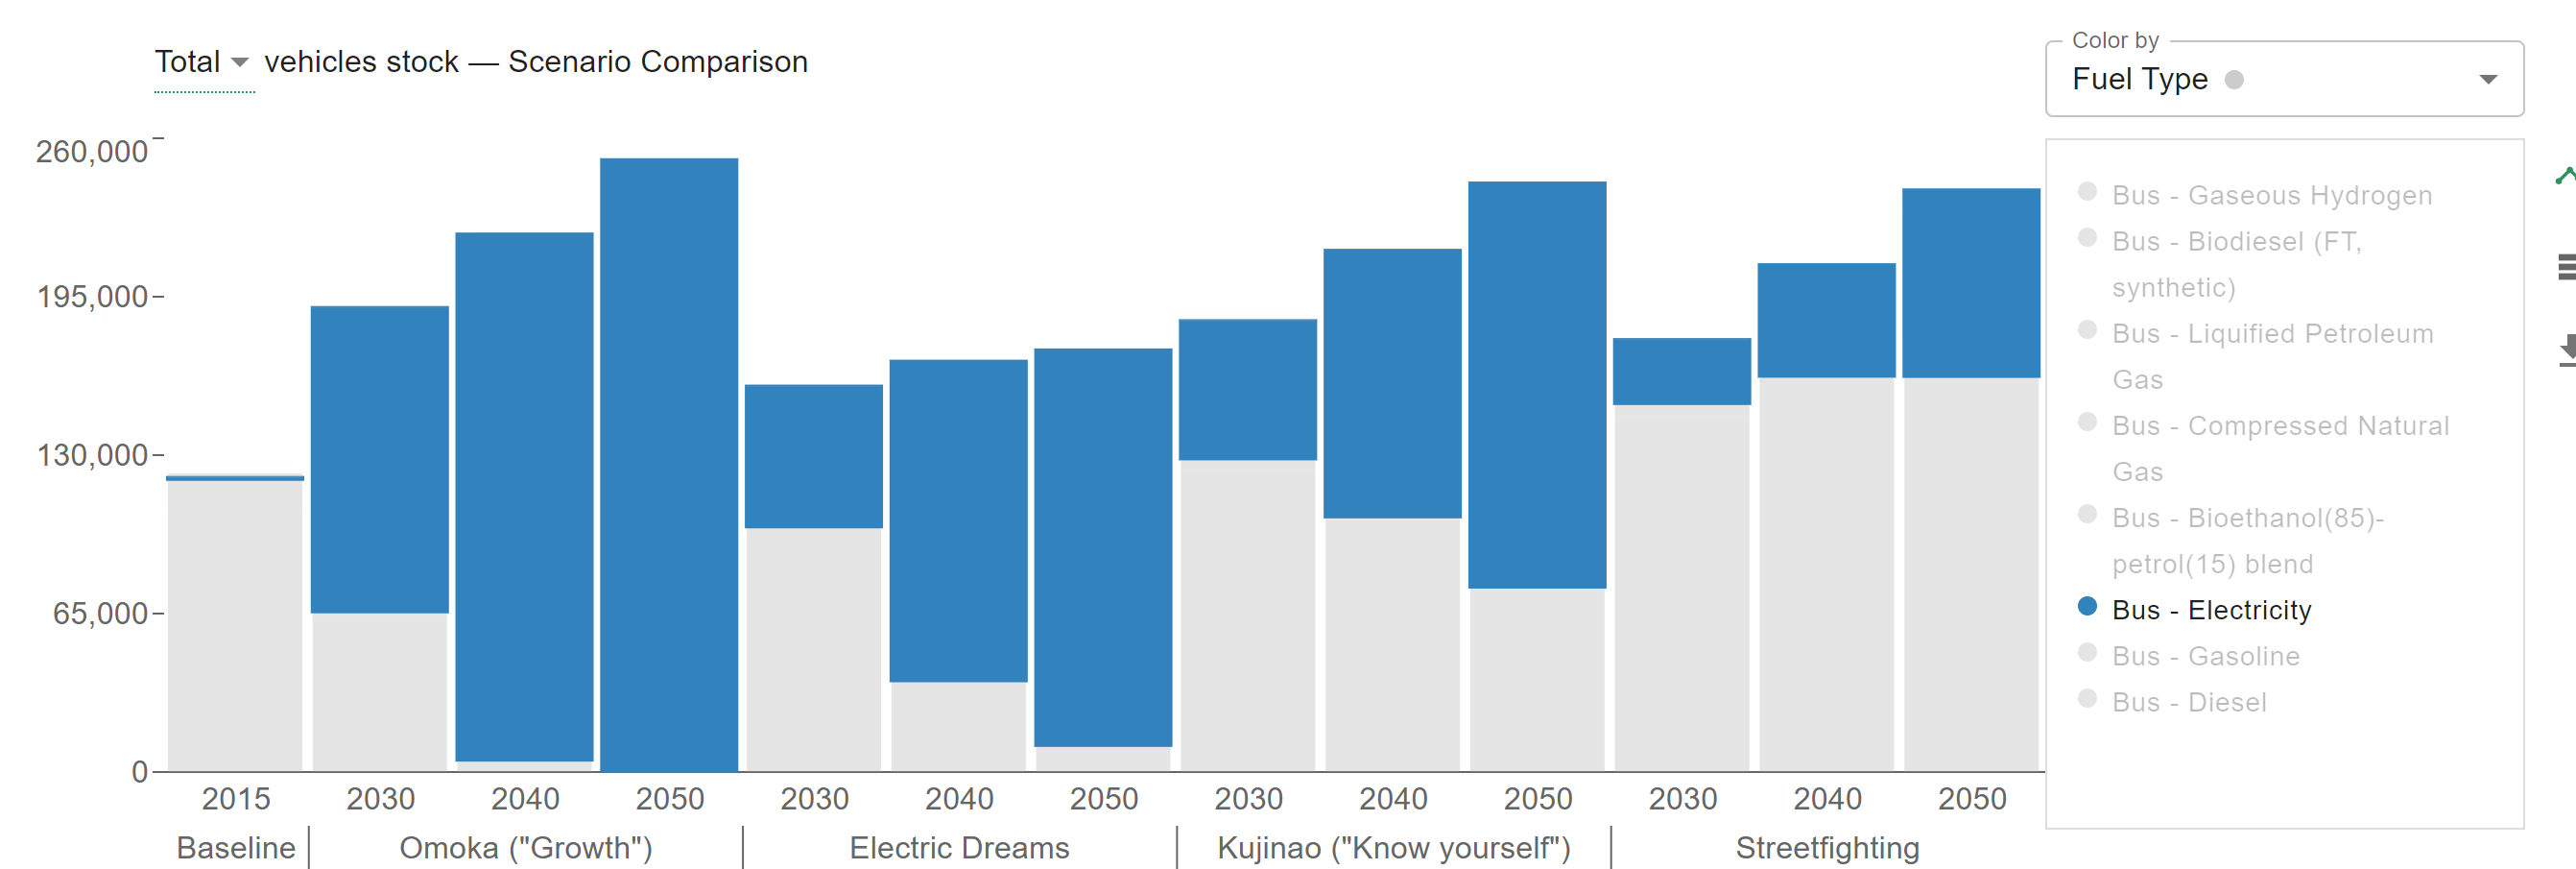 Total vehicles stock — Scenario Comparison
Color by
Fuel Type
260,000
195,000
130,000
65,000
0
2015 2030 2040 2050 2030 2040 2050 2030 2040 2050 2030 2040 2050
Baseline Omoka ("Growth") Electric Dreams Kujinao ("Know yourself") Streetfighting
Bus - Gaseous Hydrogen
Bus - Biodiesel (FT,
synthetic)
Bus - Liquified Petroleum
Gas
Bus - Compressed Natural
Gas
Bus - Bioethanol(85)-
petrol(15) blend
Bus - Electricity
Bus - Gasoline
Bus - Diesel